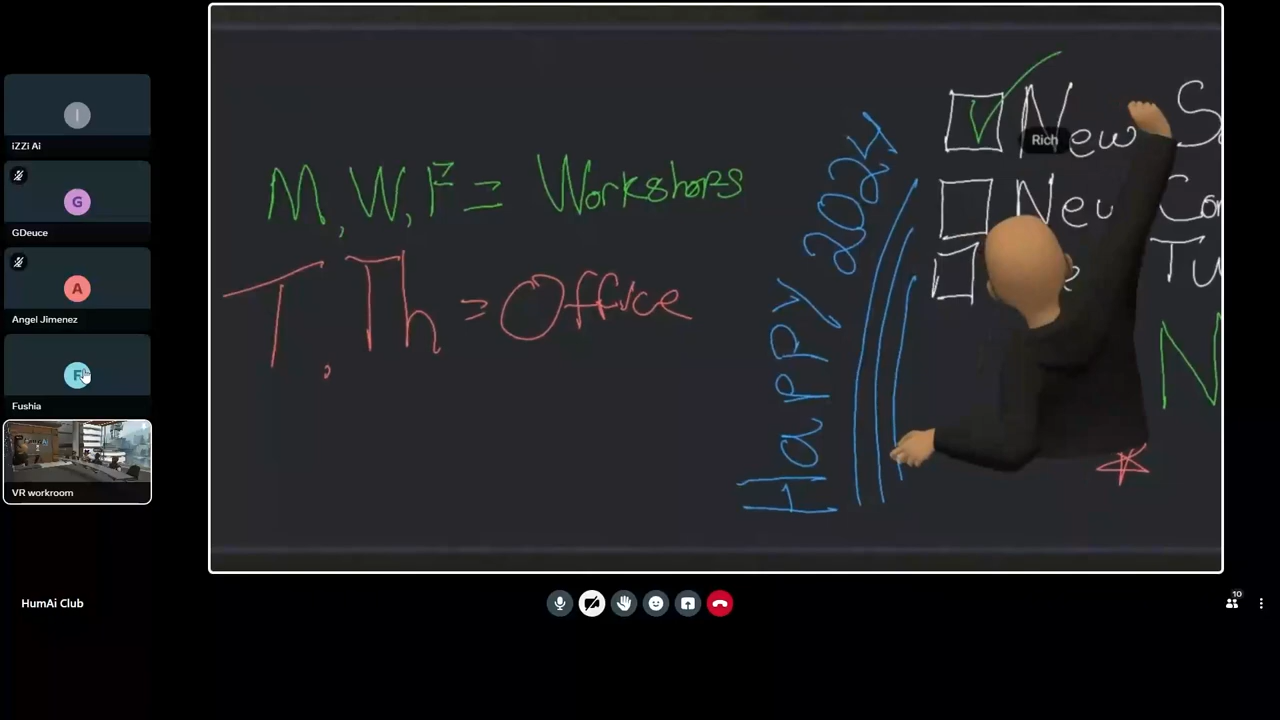 I
iZZi Ai
G
GDeuce
A
Angel Jimenez
F
Fushia
VR workroom
HumAi Club
M, W, F = Workshops
T, Th = Office
Happy 2024
New
Rich
New
10